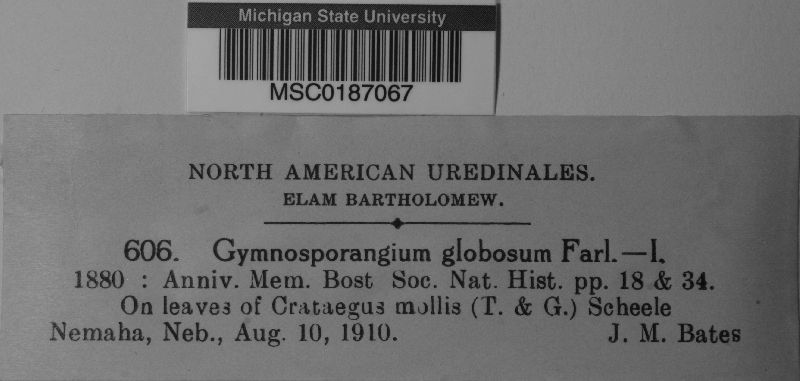 Michigan State University
MSC0187067
NORTH AMERICAN UREDINALES.
ELAM BARTHOLOMEW.
606. Gymnosporangium globosum Farl.—I.
1880 : Anniv. Mem. Bost Soc. Nat. Hist. pp. 18 & 34.
On leaves of Crataegus mollis (T. & G.) Scheele
Nemaha, Neb., Aug. 10, 1910. J. M. Bates